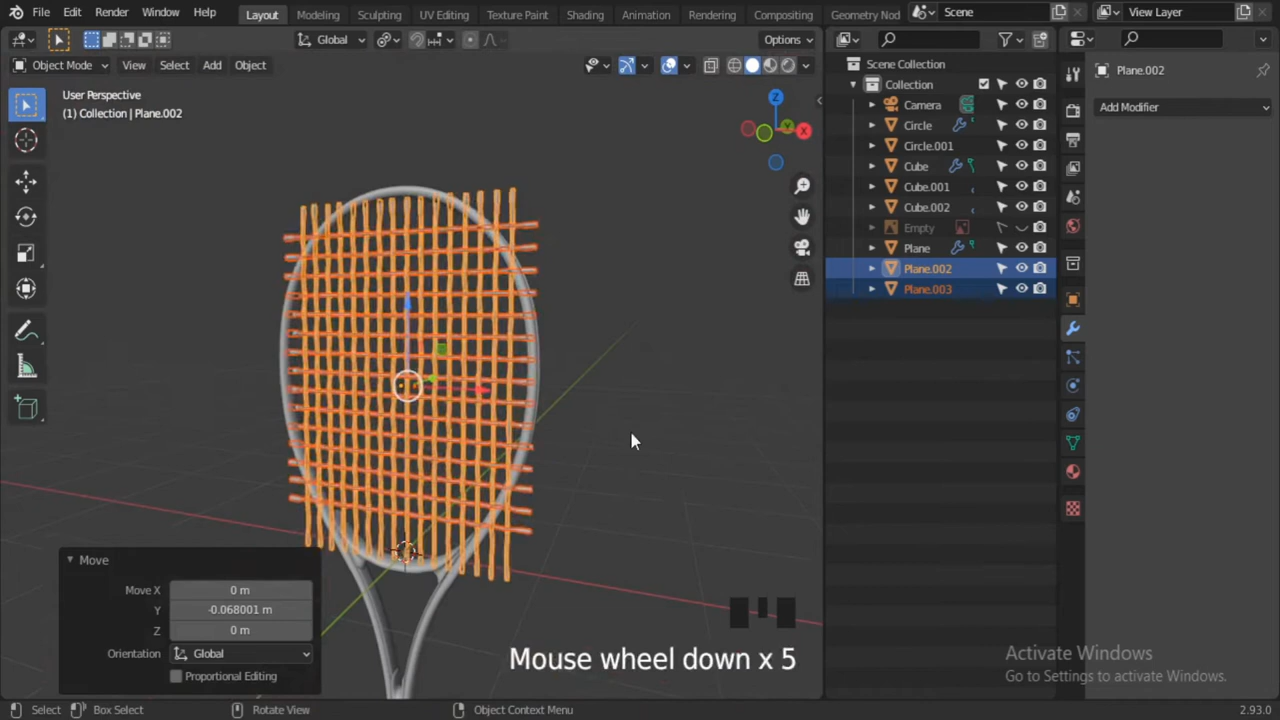 File Edit Render Window Help Layout Modeling Sculpting UV Editing Texture Paint Shading Animation Rendering Compositing Geometry Nod Scene View Layer
Global Options
Object Mode View Select Add Object
User Perspective
(1) Collection | Plane.002
Z
Y
X
Scene Collection
Collection
Camera
Circle
Circle.001
Cube
Cube.001
Cube.002
Empty
Plane
Plane.002
Plane.003
Plane.002
Add Modifier
Move
Move X 0 m
Y -0.068001 m
Z 0 m
Orientation Global
Proportional Editing
Mouse wheel down x 5
Activate Windows
Go to Settings to activate Windows.
Select Box Select Rotate View Object Context Menu 2.93.0